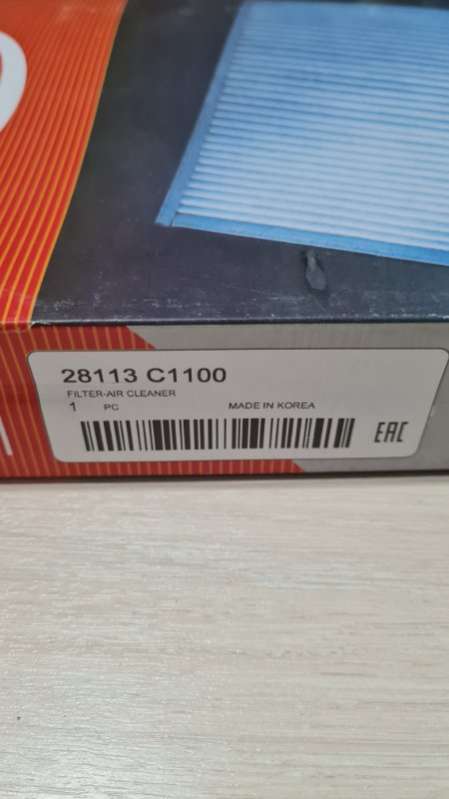 28113 C1100
FILTER-AIR CLEANER
1 PC MADE IN KOREA
EAC